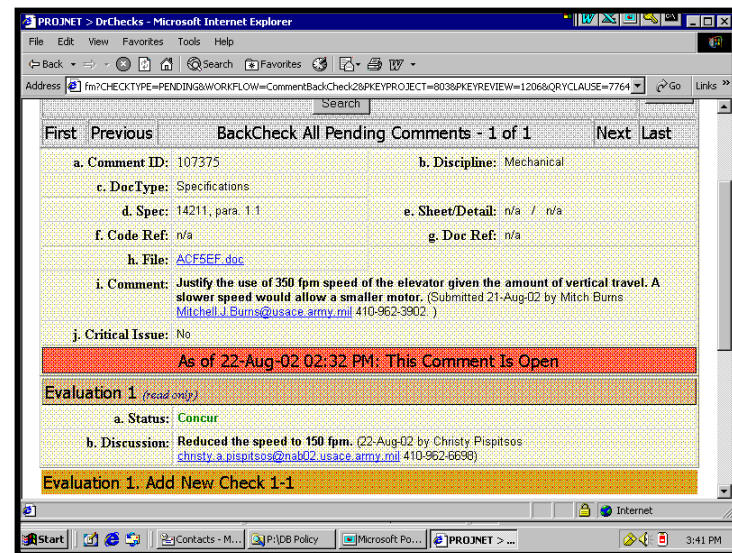 PROJNET > DrChecks - Microsoft Internet Explorer
File Edit View Favorites Tools Help
Back Search Favorites
Address fm?CHECKTYPE=PENDING&WORKFLOW=CommentBackCheck2&PKEYPROJECT=803&PKEYREVIEW=1206&QRYCLAUSE=7764 Go Links »
Search
First Previous BackCheck All Pending Comments - 1 of 1 Next Last
a. Comment ID: 107375 b. Discipline: Mechanical
c. DocType: Specifications
d. Spec: 14211, para. 1.1 e. Sheet/Detail: n/a / n/a
f. Code Ref: n/a g. Doc Ref: n/a
h. File: ACF5EF.doc
i. Comment: Justify the use of 350 fpm speed of the elevator given the amount of vertical travel. A
slower speed would allow a smaller motor. (Submitted 21-Aug-02 by Mitch Burns
Mitchell.J.Burns@usace.army.mil 410-962-3902. )
j. Critical Issue: No
As of 22-Aug-02 02:32 PM: This Comment Is Open
Evaluation 1 (read only)
a. Status: Concur
b. Discussion: Reduced the speed to 150 fpm. (22-Aug-02 by Christy Pispitsos
christy.a.pispitsos@nab02.usace.army.mil 410-962-6698)
Evaluation 1. Add New Check 1-1
Internet
Start Contacts - M... P:\DB Policy Microsoft Po... PROJNET > ... 3:41 PM